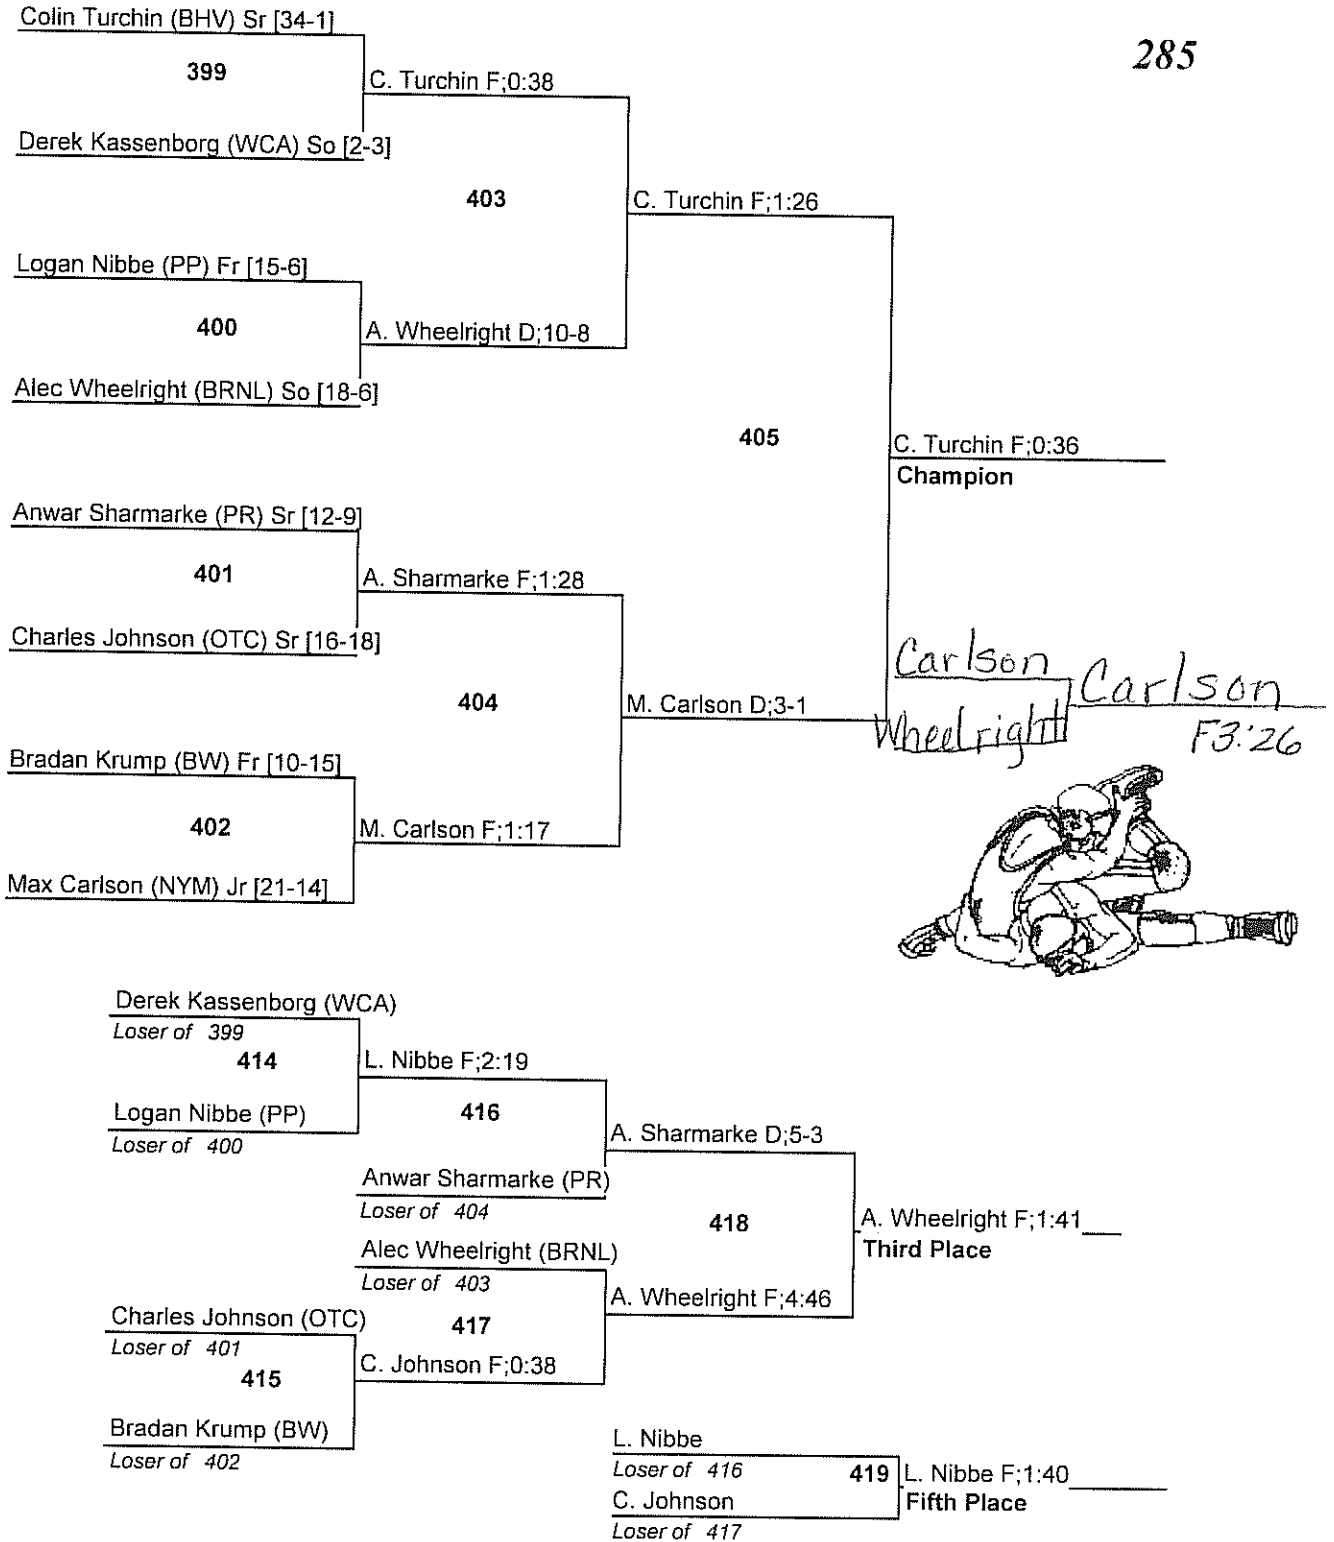 285
Colin Turchin (BHV) Sr [34-1]
399
C. Turchin F;0:38
Derek Kassenborg (WCA) So [2-3]
403
C. Turchin F;1:26
Logan Nibbe (PP) Fr [15-6]
400
A. Wheelright D;10-8
Alec Wheelright (BRNL) So [18-6]
405
C. Turchin F;0:36
Champion
Anwar Sharmarke (PR) Sr [12-9]
401
A. Sharmarke F;1:28
Charles Johnson (OTC) Sr [16-18]
404
M. Carlson D;3-1
Bradan Krump (BW) Fr [10-15]
402
M. Carlson F;1:17
Max Carlson (NYM) Jr [21-14]
Carlson
Wheelright
Carlson
F3:26
Derek Kassenborg (WCA)
Loser of 399
414
L. Nibbe F;2:19
Logan Nibbe (PP)
Loser of 400
416
A. Sharmarke D;5-3
Anwar Sharmarke (PR)
Loser of 404
418
A. Wheelright F;1:41
Third Place
Alec Wheelright (BRNL)
Loser of 403
A. Wheelright F;4:46
Charles Johnson (OTC)
Loser of 401
417
415
C. Johnson F;0:38
Bradan Krump (BW)
Loser of 402
L. Nibbe
Loser of 416
419
L. Nibbe F;1:40
Fifth Place
C. Johnson
Loser of 417